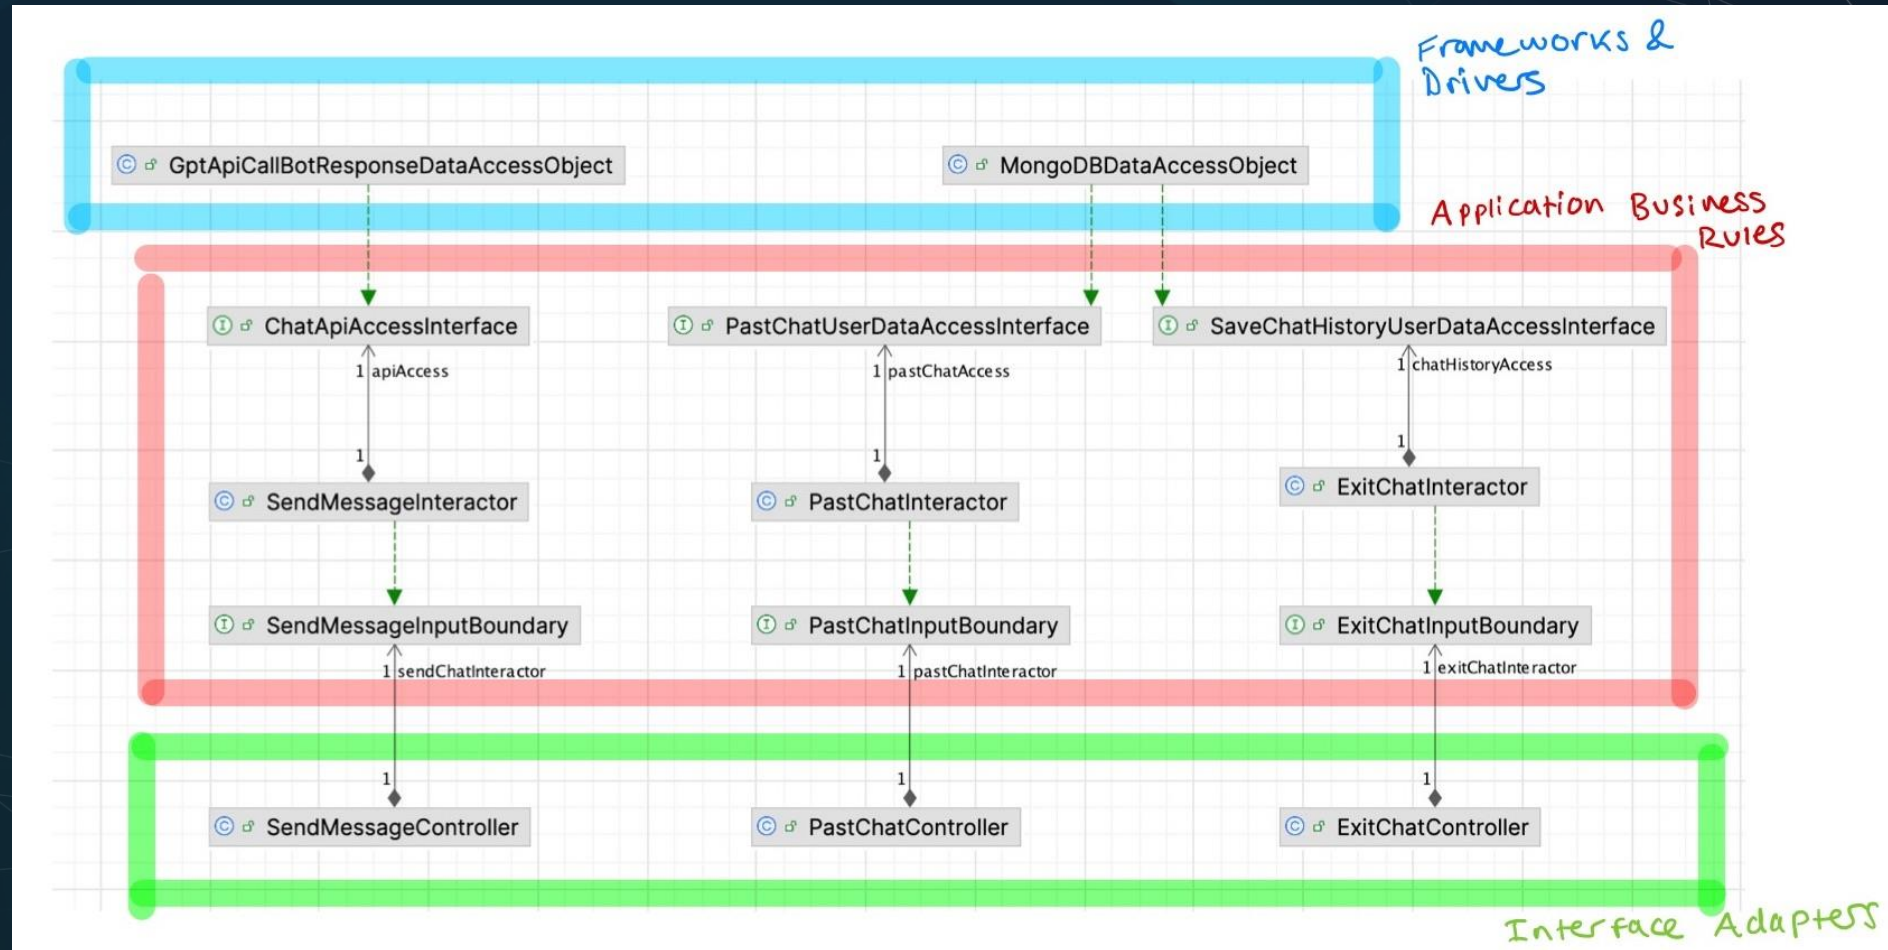 Frameworks &
Drivers
GptApiCallBotResponseDataAccessObject
MongoDBDataAccessObject
Application Business
Rules
ChatApiAccessInterface
PastChatUserDataAccessInterface
SaveChatHistoryUserDataAccessInterface
1 apiAccess
1 pastChatAccess
1 chatHistoryAccess
1
1
1
SendMessageInteractor
PastChatInteractor
ExitChatInteractor
SendMessageInputBoundary
PastChatInputBoundary
ExitChatInputBoundary
1 sendChatInteractor
1 pastChatInteractor
1 exitChatInteractor
1
1
1
SendMessageController
PastChatController
ExitChatController
Interface Adapters